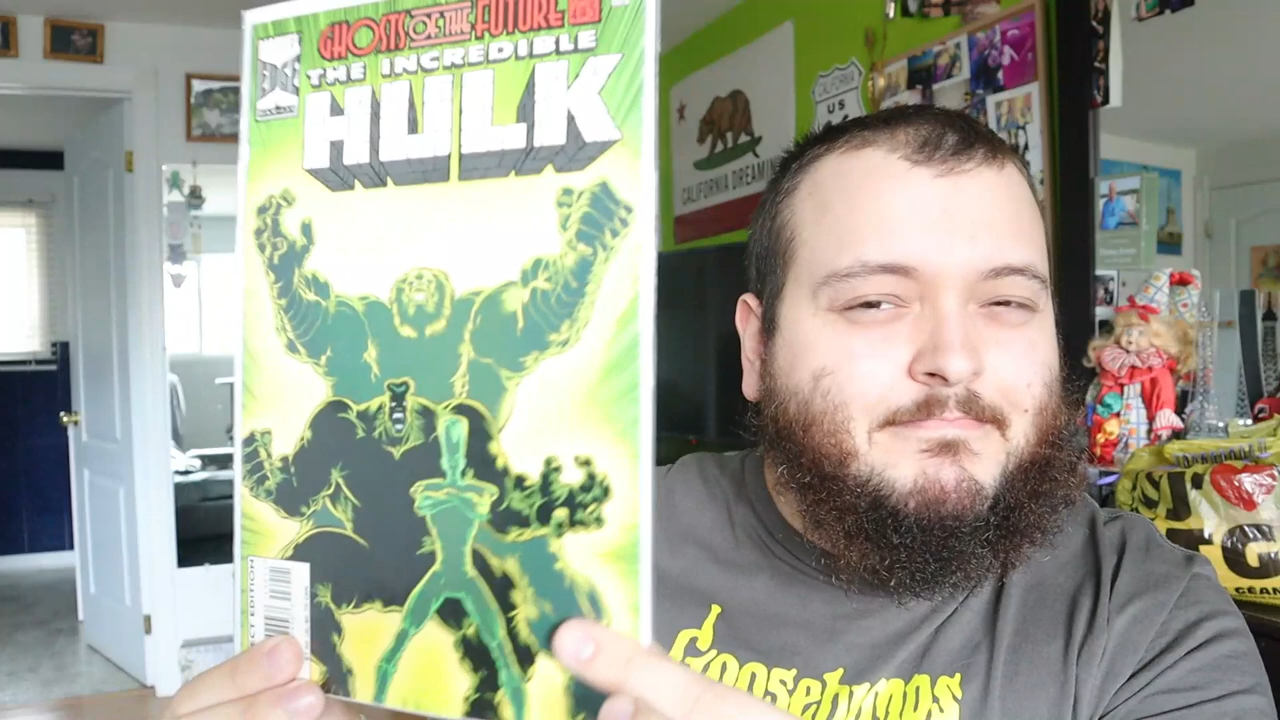 GHOSTS OF THE FUTURE
THE INCREDIBLE
HULK
CALIFORNIA
US
CALIFORNIA DREAMIN
Goosebumps